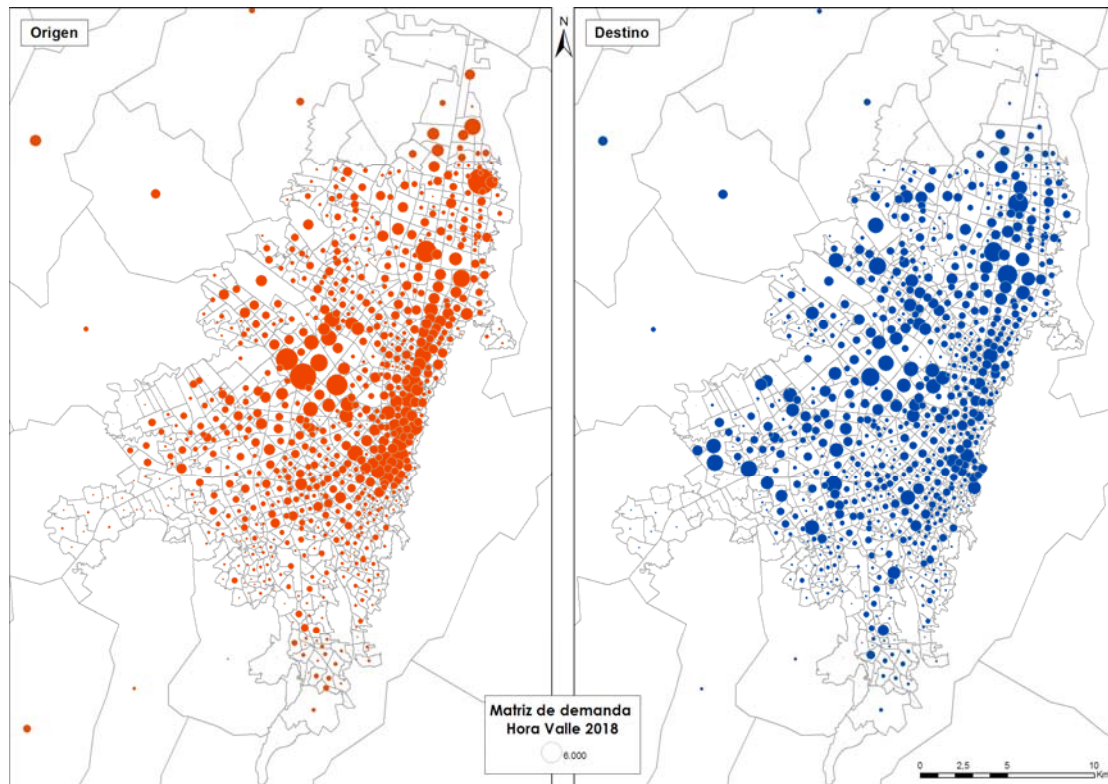 Origen
N
Destino
Matriz de demanda
Hora Valle 2018
6.000
0 2,5 5 10
Km